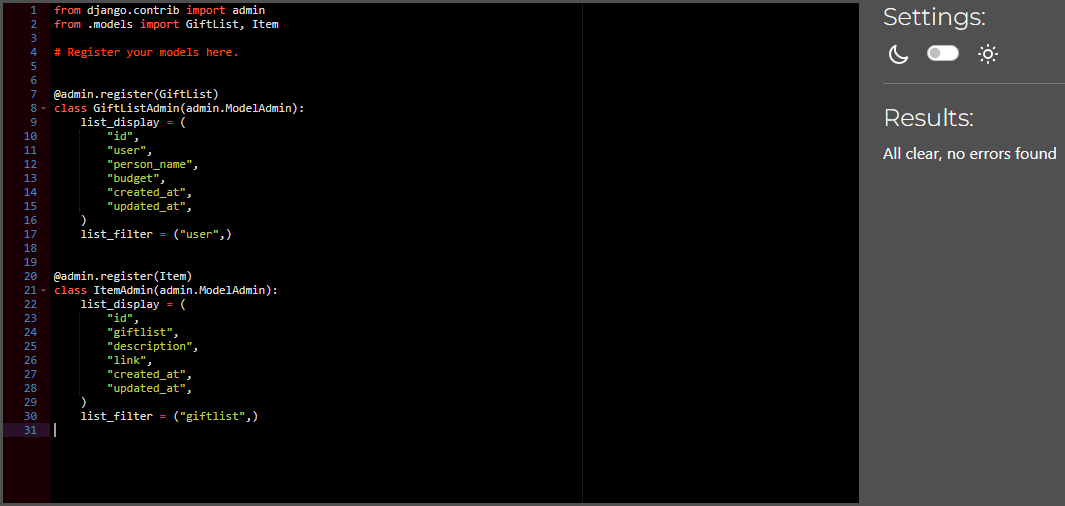 1 from django.contrib import admin
2 from .models import GiftList, Item
3
4 # Register your models here.
5
6
7 @admin.register(GiftList)
8 class GiftListAdmin(admin.ModelAdmin):
9     list_display = (
10         "id",
11         "user",
12         "person_name",
13         "budget",
14         "created_at",
15         "updated_at",
16     )
17     list_filter = ("user",)
18
19
20 @admin.register(Item)
21 class ItemAdmin(admin.ModelAdmin):
22     list_display = (
23         "id",
24         "giftlist",
25         "description",
26         "link",
27         "created_at",
28         "updated_at",
29     )
30     list_filter = ("giftlist",)
31
Settings:
Results:
All clear, no errors found